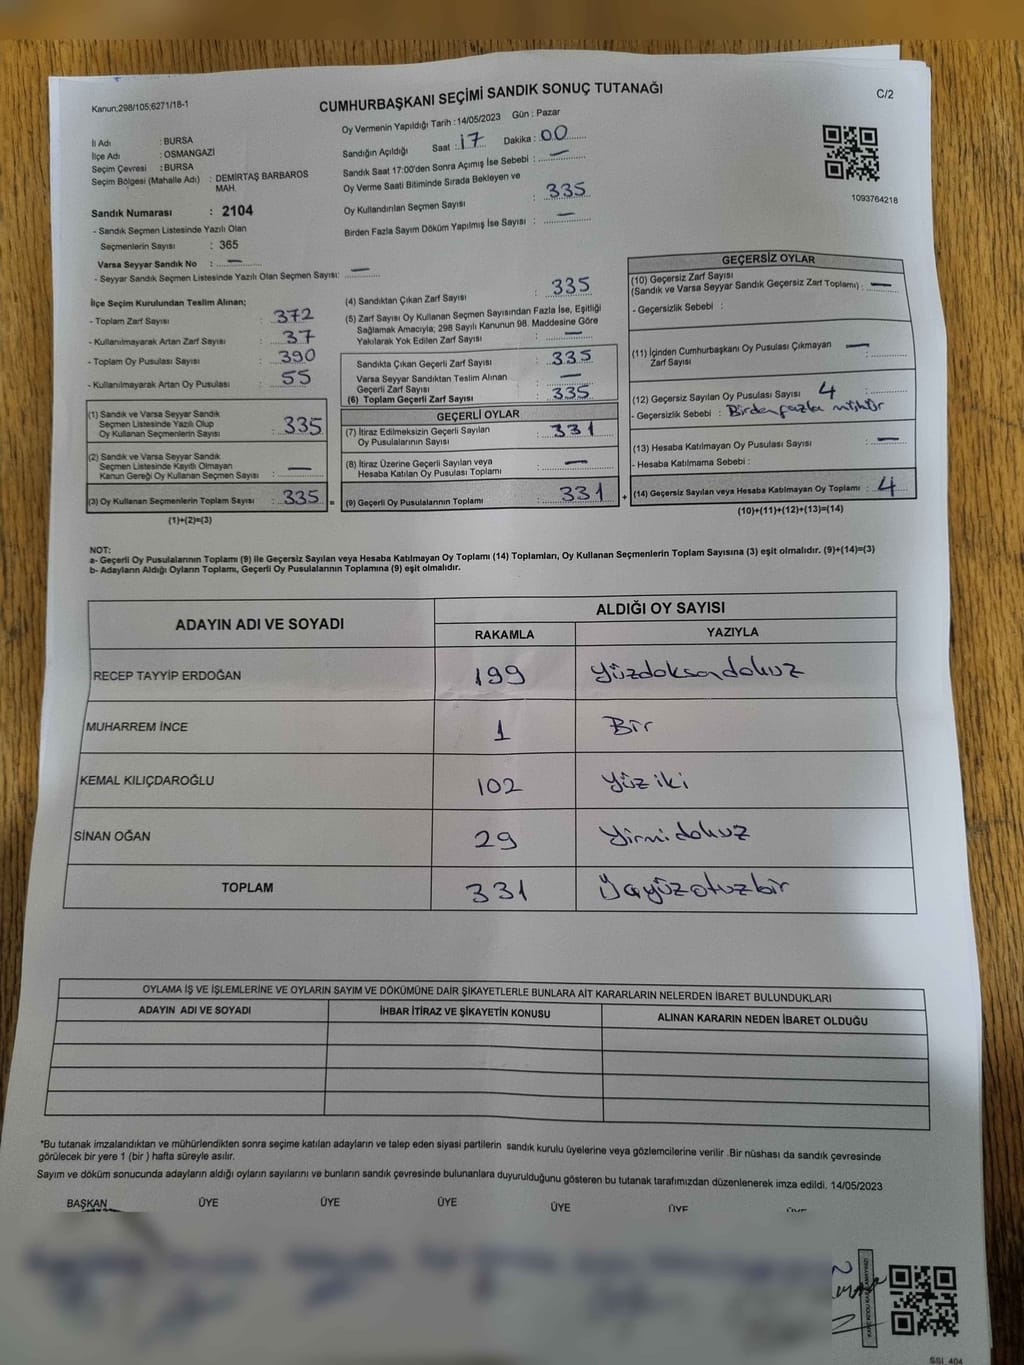 Kanun:298/105;6271/18-1
CUMHURBAŞKANI SEÇİMİ SANDIK SONUÇ TUTANAĞI
C/2
İl Adı : BURSA
İlçe Adı : OSMANGAZİ
Seçim Çevresi : BURSA
Seçim Bölgesi (Mahalle Adı) : DEMİRTAŞ BARBAROS
MAH.
Sandık Numarası : 2104
- Sandık Seçmen Listesinde Yazılı Olan
Seçmenlerin Sayısı : 365
Varsa Seyyar Sandık No : —
- Seyyar Sandık Seçmen Listesinde Yazılı Olan Seçmen Sayısı: —
Oy Vermenin Yapıldığı Tarih : 14/05/2023 Gün : Pazar
Sandığın Açıldığı Saat : 17 Dakika : 00
Sandık Saat 17:00'den Sonra Açımış İse Sebebi : —
Oy Verme Saati Bitiminde Sırada Bekleyen ve
Oy Kullandırılan Seçmen Sayısı : 335
Birden Fazla Sayım Döküm Yapılmış İse Sayısı : —
1093764218
İlçe Seçim Kurulundan Teslim Alınan;
- Toplam Zarf Sayısı : 372
- Kullanılmayarak Artan Zarf Sayısı : 37
- Toplam Oy Pusulası Sayısı : 390
- Kullanılmayarak Artan Oy Pusulası : 55
(1) Sandık ve Varsa Seyyar Sandık
Seçmen Listesinde Yazılı Olup
Oy Kullanan Seçmenlerin Sayısı : 335
(2) Sandık ve Varsa Seyyar Sandık
Seçmen Listesinde Kayıtlı Olmayan
Kanun Gereği Oy Kullanan Seçmen Sayısı : —
(3) Oy Kullanan Seçmenlerin Toplam Sayısı : 335 =
(1)+(2)=(3)
(4) Sandıktan Çıkan Zarf Sayısı : 335
(5) Zarf Sayısı Oy Kullanan Seçmen Sayısından Fazla İse, Eşitliği
Sağlamak Amacıyla; 298 Sayılı Kanunun 98. Maddesine Göre
Yakılarak Yok Edilen Zarf Sayısı : —
Sandıkta Çıkan Geçerli Zarf Sayısı : 335
Varsa Seyyar Sandıktan Teslim Alınan
Geçerli Zarf Sayısı : —
(6) Toplam Geçerli Zarf Sayısı : 335
GEÇERLİ OYLAR
(7) İtiraz Edilmeksizin Geçerli Sayılan
Oy Pusulalarının Sayısı : 331
(8) İtiraz Üzerine Geçerli Sayılan veya
Hesaba Katılan Oy Pusulası Toplamı : —
(9) Geçerli Oy Pusulalarının Toplamı : 331 +
GEÇERSİZ OYLAR
(10) Geçersiz Zarf Sayısı
(Sandık ve Varsa Seyyar Sandık Geçersiz Zarf Toplamı) : —
- Geçersizlik Sebebi :
(11) İçinden Cumhurbaşkanı Oy Pusulası Çıkmayan —
Zarf Sayısı
(12) Geçersiz Sayılan Oy Pusulası Sayısı 4 :
- Geçersizlik Sebebi : Birden fazla mühür
(13) Hesaba Katılmayan Oy Pusulası Sayısı : —
- Hesaba Katılmama Sebebi :
(14) Geçersiz Sayılan veya Hesaba Katılmayan Oy Toplamı : 4
(10)+(11)+(12)+(13)=(14)
NOT:
a- Geçerli Oy Pusulalarının Toplamı (9) ile Geçersiz Sayılan veya Hesaba Katılmayan Oy Toplamı (14) Toplamları, Oy Kullanan Seçmenlerin Toplam Sayısına (3) eşit olmalıdır. (9)+(14)=(3)
b- Adayların Aldığı Oyların Toplamı, Geçerli Oy Pusulalarının Toplamına (9) eşit olmalıdır.
ADAYIN ADI VE SOYADI
ALDIĞI OY SAYISI
RAKAMLA YAZIYLA
RECEP TAYYİP ERDOĞAN 199 Yüzdoksandokuz
MUHARREM İNCE 1 Bir
KEMAL KILIÇDAROĞLU 102 Yüz iki
SİNAN OĞAN 29 Yirmidokuz
TOPLAM 331 Üçyüzotuzbir
OYLAMA İŞ VE İŞLEMLERİNE VE OYLARIN SAYIM VE DÖKÜMÜNE DAİR ŞİKAYETLERLE BUNLARA AİT KARARLARIN NELERDEN İBARET BULUNDUKLARI
ADAYIN ADI VE SOYADI İHBAR İTİRAZ VE ŞİKAYETİN KONUSU ALINAN KARARIN NEDEN İBARET OLDUĞU
*Bu tutanak imzalandıktan ve mühürlendikten sonra seçime katılan adayların ve talep eden siyasi partilerin sandık kurulu üyelerine veya gözlemcilerine verilir .Bir nüshası da sandık çevresinde
görülecek bir yere 1 (bir ) hafta süreyle asılır.
Sayım ve döküm sonucunda adayların aldığı oyların sayılarını ve bunların sandık çevresinde bulunanlara duyurulduğunu gösteren bu tutanak tarafımızdan düzenlenerek imza edildi. 14/05/2023
BAŞKAN ÜYE ÜYE ÜYE ÜYE ÜYE ÜYE